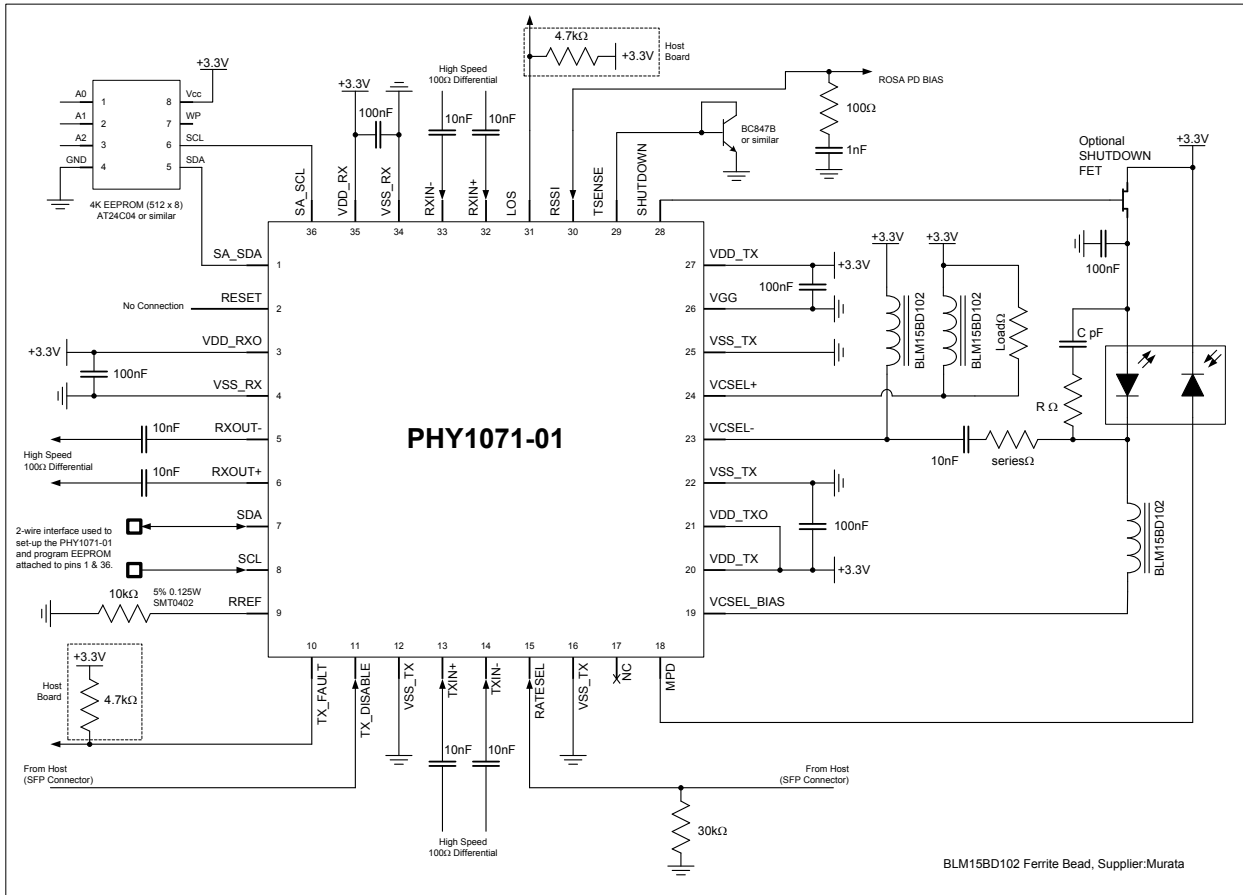 +3.3V
A0
A1
A2
GND
1
2
3
4
8
7
6
5
Vcc
WP
SCL
SDA
4K EEPROM (512 x 8)
AT24C04 or similar
+3.3V
100nF
High Speed
100Ω Differential
10nF
10nF
4.7kΩ
+3.3V
Host
Board
ROSA PD BIAS
100Ω
1nF
BC847B
or similar
Optional
SHUTDOWN
FET
+3.3V
100nF
SA_SCL
VDD_RX
VSS_RX
RXIN-
RXIN+
LOS
RSSI
TSENSE
SHUTDOWN
36
35
34
33
32
31
30
29
28
SA_SDA
1
RESET
2
No Connection
VDD_RXO
3
+3.3V
100nF
VSS_RX
4
RXOUT-
5
10nF
High Speed
100Ω Differential
RXOUT+
6
10nF
SDA
7
2-wire interface used to
set-up the PHY1071-01
and program EEPROM
attached to pins 1 & 36.
SCL
8
10kΩ
5% 0.125W
SMT0402
RREF
9
PHY1071-01
27
VDD_TX
+3.3V
100nF
26
VGG
25
VSS_TX
24
VCSEL+
23
VCSEL-
22
VSS_TX
21
VDD_TXO
100nF
20
VDD_TX
+3.3V
19
VCSEL_BIAS
+3.3V
+3.3V
BLM15BD102
BLM15BD102
LoadΩ
C pF
R Ω
10nF
seriesΩ
BLM15BD102
10
11
12
13
14
15
16
17
18
TX_FAULT
TX_DISABLE
VSS_TX
TXIN+
TXIN-
RATESEL
VSS_TX
NC
MPD
+3.3V
Host
Board
4.7kΩ
From Host
(SFP Connector)
10nF
10nF
High Speed
100Ω Differential
From Host
(SFP Connector)
30kΩ
BLM15BD102 Ferrite Bead, Supplier:Murata